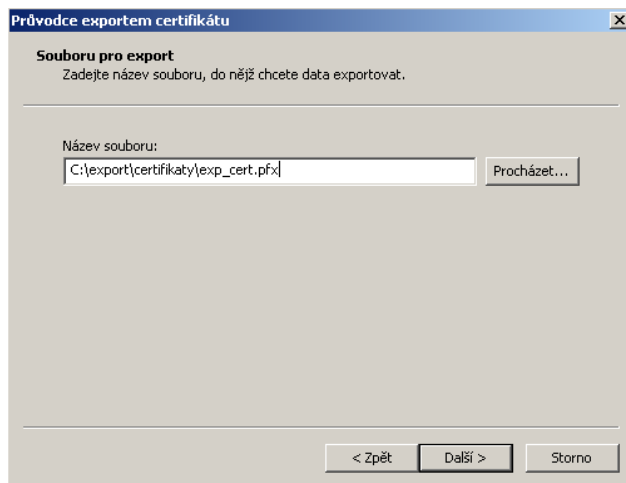 Průvodce exportem certifikátu
Souboru pro export
Zadejte název souboru, do nějž chcete data exportovat.
Název souboru:
C:\export\certifikaty\exp_cert.pfx
Procházet...
< Zpět
Další >
Storno